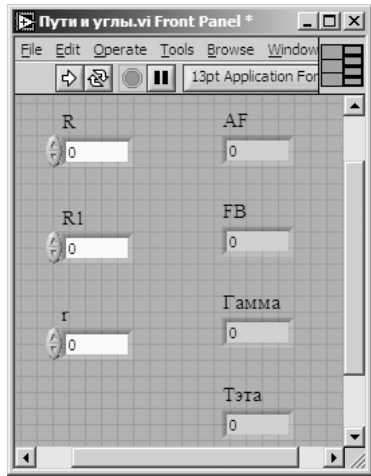 Пути и углы.vi Front Panel *
File Edit Operate Tools Browse Window
13pt Application For
R AF
0 0
R1 FB
0 0
r Гамма
0 0
Тэта
0